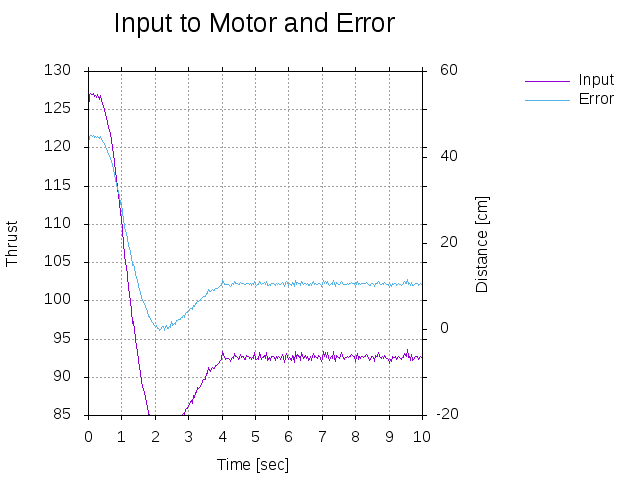 Input to Motor and Error
130
125
120
115
110
105
100
95
90
85
60
40
20
0
-20
Thrust
Distance [cm]
Input
Error
0 1 2 3 4 5 6 7 8 9 10
Time [sec]